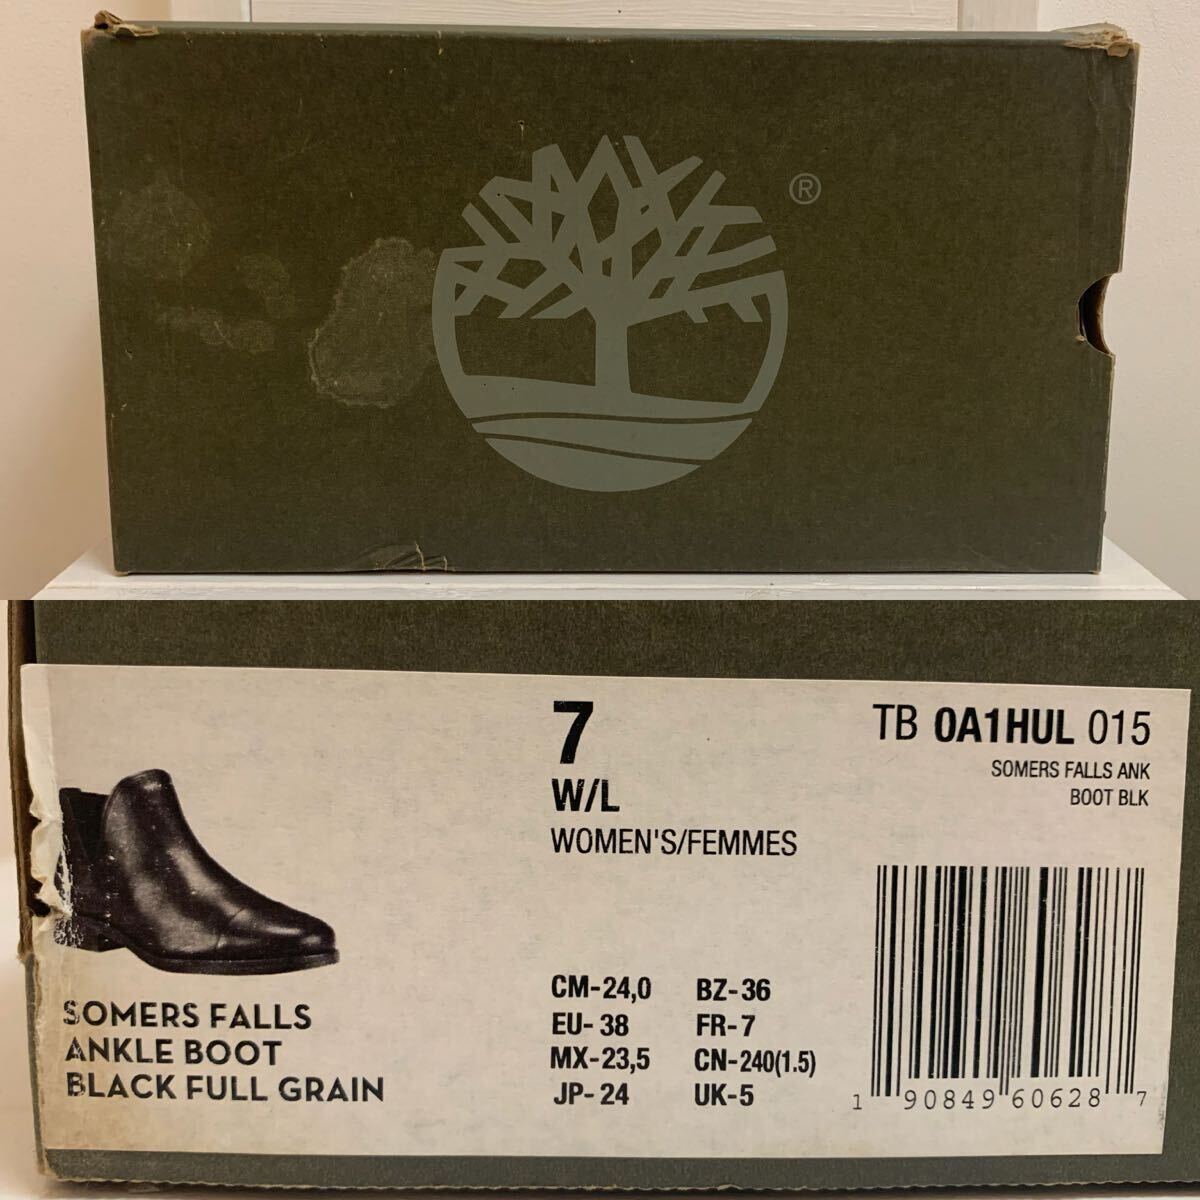 ®
7
W/L
WOMEN'S/FEMMES
TB 0A1HUL 015
SOMERS FALLS ANK
BOOT BLK
SOMERS FALLS
ANKLE BOOT
BLACK FULL GRAIN
CM-24,0 BZ-36
EU-38 FR-7
MX-23,5 CN-240(1.5)
JP-24 UK-5
1 90849 60628 7